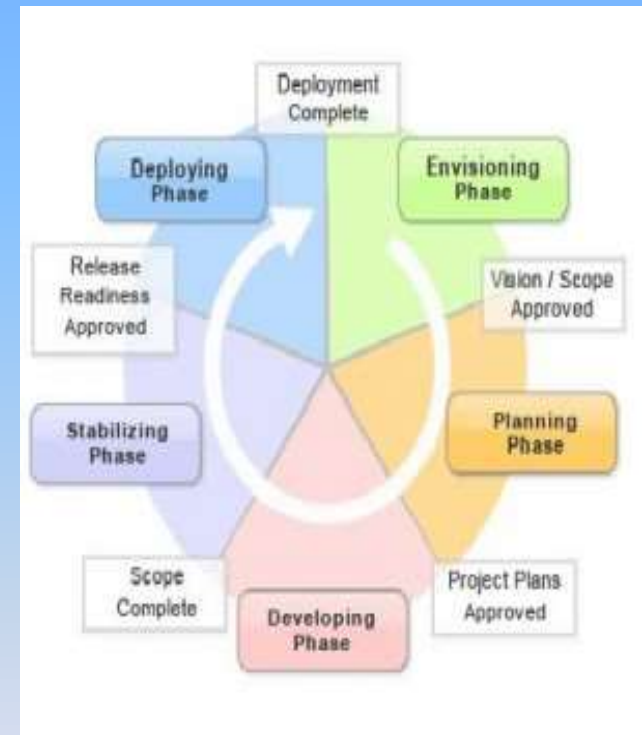 Deployment
Complete
Deploying
Phase
Envisioning
Phase
Release
Readiness
Approved
Vision / Scope
Approved
Stabilizing
Phase
Planning
Phase
Scope
Complete
Project Plans
Approved
Developing
Phase